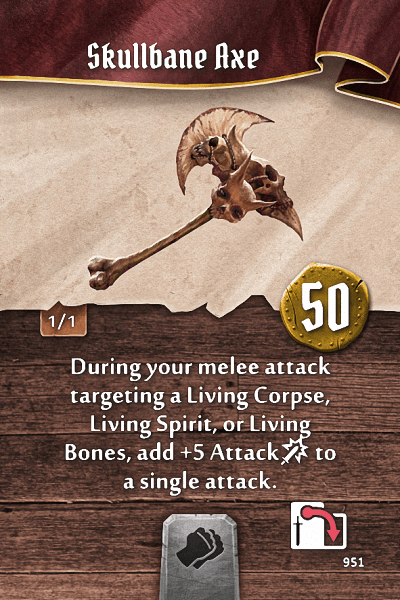 Skullbane Axe
1/1
50
During your melee attack
targeting a Living Corpse,
Living Spirit, or Living
Bones, add +5 Attack to
a single attack.
951